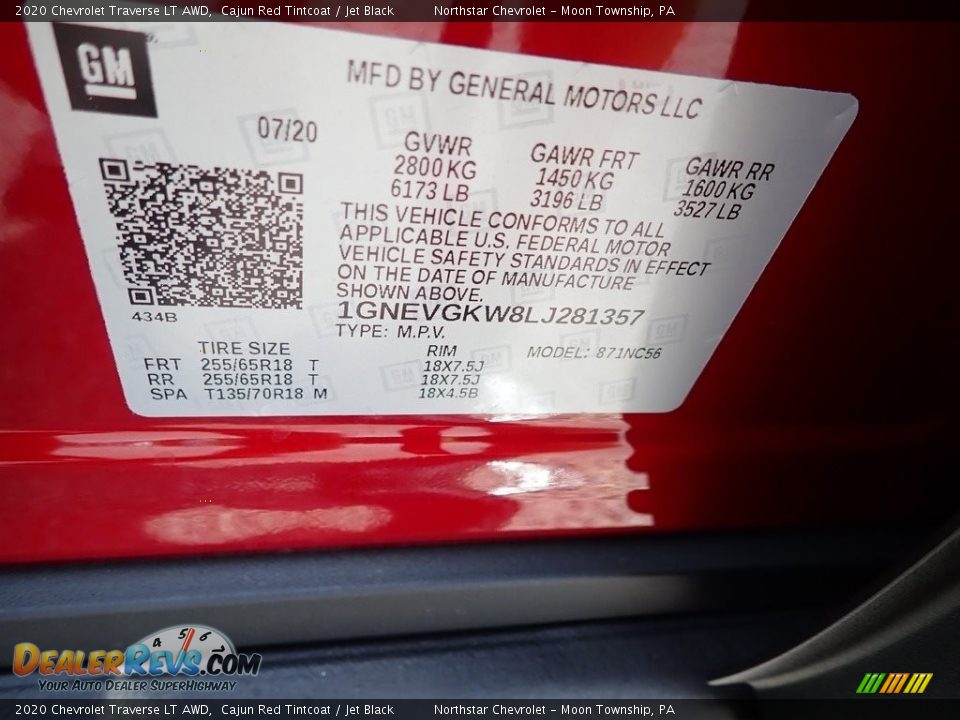 2020 Chevrolet Traverse LT AWD, Cajun Red Tintcoat / Jet Black Northstar Chevrolet - Moon Township, PA
GM
MFD BY GENERAL MOTORS LLC
07/20
GVWR GAWR FRT GAWR RR
2800 KG 1450 KG 1600 KG
6173 LB 3196 LB 3527 LB
THIS VEHICLE CONFORMS TO ALL
APPLICABLE U.S. FEDERAL MOTOR
VEHICLE SAFETY STANDARDS IN EFFECT
ON THE DATE OF MANUFACTURE
SHOWN ABOVE.
434B
1GNEVGKW8LJ281357
TYPE: M.P.V.
TIRE SIZE RIM MODEL: 871NC56
FRT 255/65R18 T 18X7.5J
RR 255/65R18 T 18X7.5J
SPA T135/70R18 M 18X4.5B
4 5 6
DEALERREVS.COM
YOUR AUTO DEALER SUPERHIGHWAY
2020 Chevrolet Traverse LT AWD, Cajun Red Tintcoat / Jet Black Northstar Chevrolet - Moon Township, PA